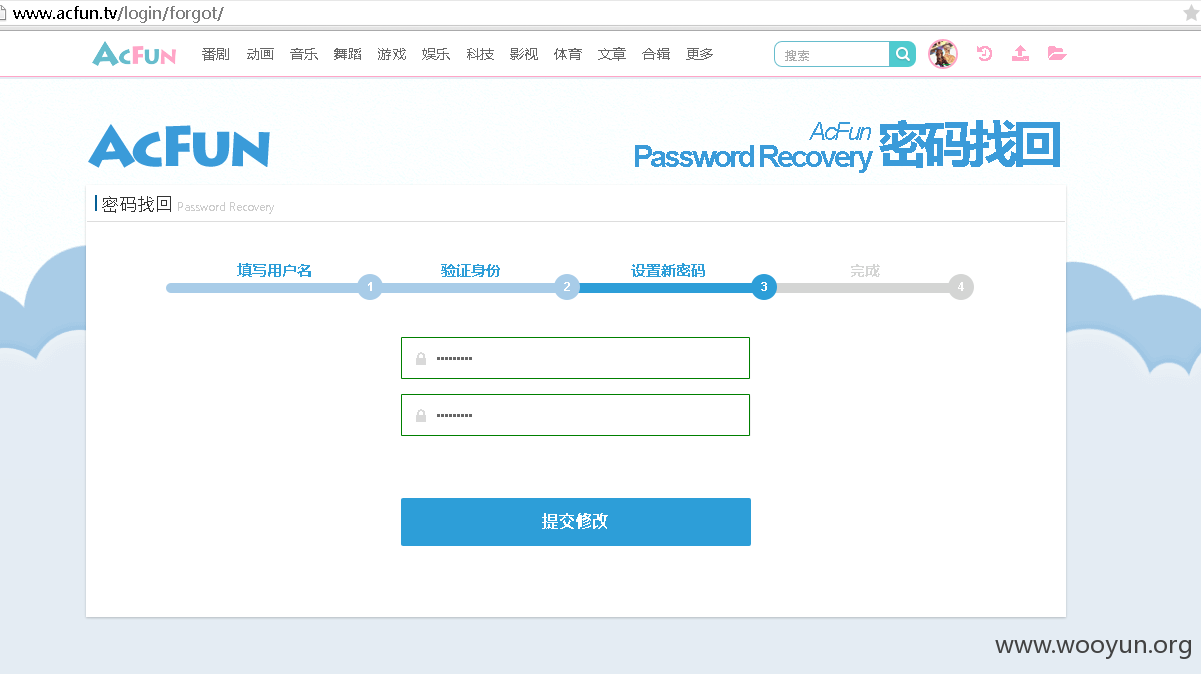 www.acfun.tv/login/forgot/
AcFun 番剧 动画 音乐 舞蹈 游戏 娱乐 科技 影视 体育 文章 合辑 更多 搜索
AcFun
AcFun
Password Recovery 密码找回
密码找回 Password Recovery
填写用户名 验证身份 设置新密码 完成
1 2 3 4
•••••••••
•••••••••
提交修改
www.wooyun.org